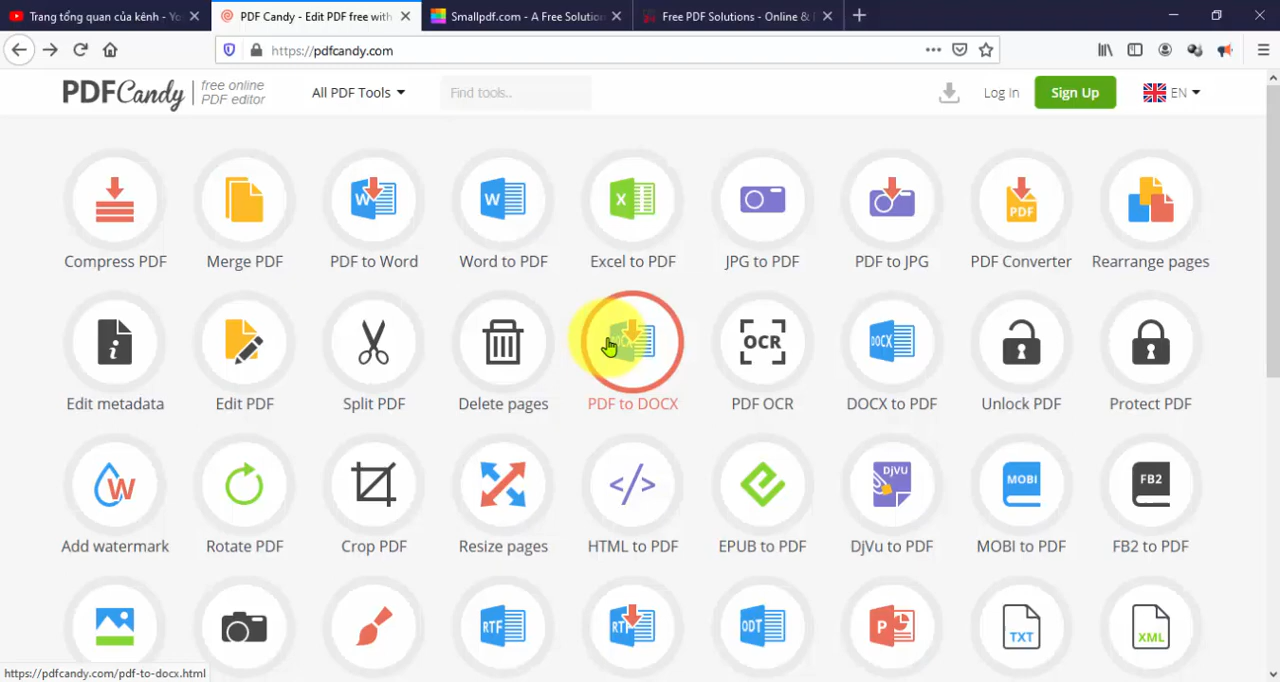 Trang tổng quan của kênh - Yo
PDF Candy - Edit PDF free with
Smallpdf.com - A Free Solution
Free PDF Solutions - Online &
https://pdfcandy.com
PDF Candy
free online
PDF editor
All PDF Tools
Find tools..
Log In
Sign Up
EN
W
W
X
PDF
Compress PDF
Merge PDF
PDF to Word
Word to PDF
Excel to PDF
JPG to PDF
PDF to JPG
PDF Converter
Rearrange pages
i
OCR
DOCX
Edit metadata
Edit PDF
Split PDF
Delete pages
PDF to DOCX
PDF OCR
DOCX to PDF
Unlock PDF
Protect PDF
W
</>
DjVU
MOBI
FB2
Add watermark
Rotate PDF
Crop PDF
Resize pages
HTML to PDF
EPUB to PDF
DjVu to PDF
MOBI to PDF
FB2 to PDF
RTF
RTF
ODT
P
TXT
XML
https://pdfcandy.com/pdf-to-docx.html